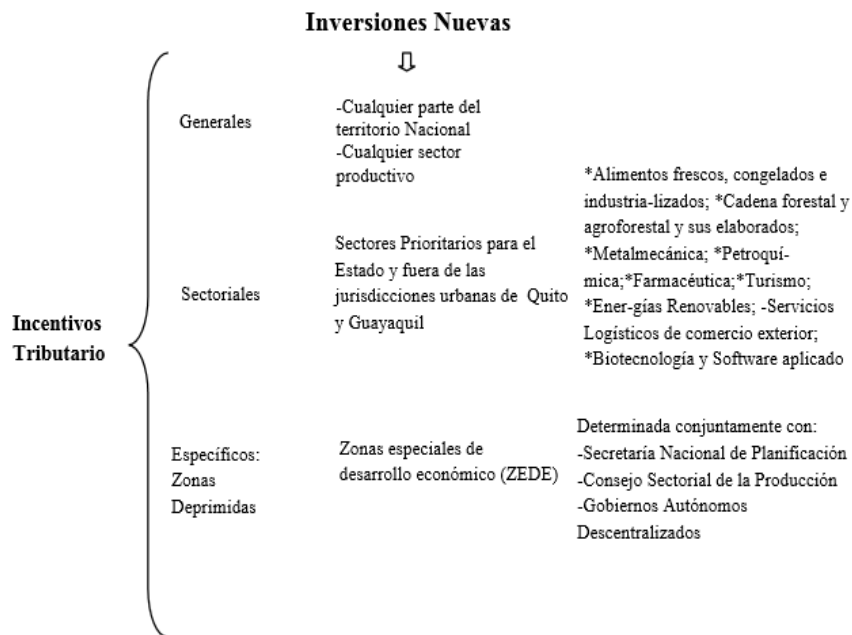 Inversiones Nuevas
Generales
-Cualquier parte del
territorio Nacional
-Cualquier sector
productivo
Sectoriales
Sectores Prioritarios para el
Estado y fuera de las
jurisdicciones urbanas de Quito
y Guayaquil
*Alimentos frescos, congelados e
industria-lizados; *Cadena forestal y
agroforestal y sus elaborados;
*Metalmecánica; *Petroquí-
mica;*Farmacéutica;*Turismo;
*Ener-gías Renovables; -Servicios
Logísticos de comercio exterior;
*Biotecnología y Software aplicado
Incentivos
Tributario
Específicos:
Zonas
Deprimidas
Zonas especiales de
desarrollo económico (ZEDE)
Determinada conjuntamente con:
-Secretaría Nacional de Planificación
-Consejo Sectorial de la Producción
-Gobiernos Autónomos
Descentralizados